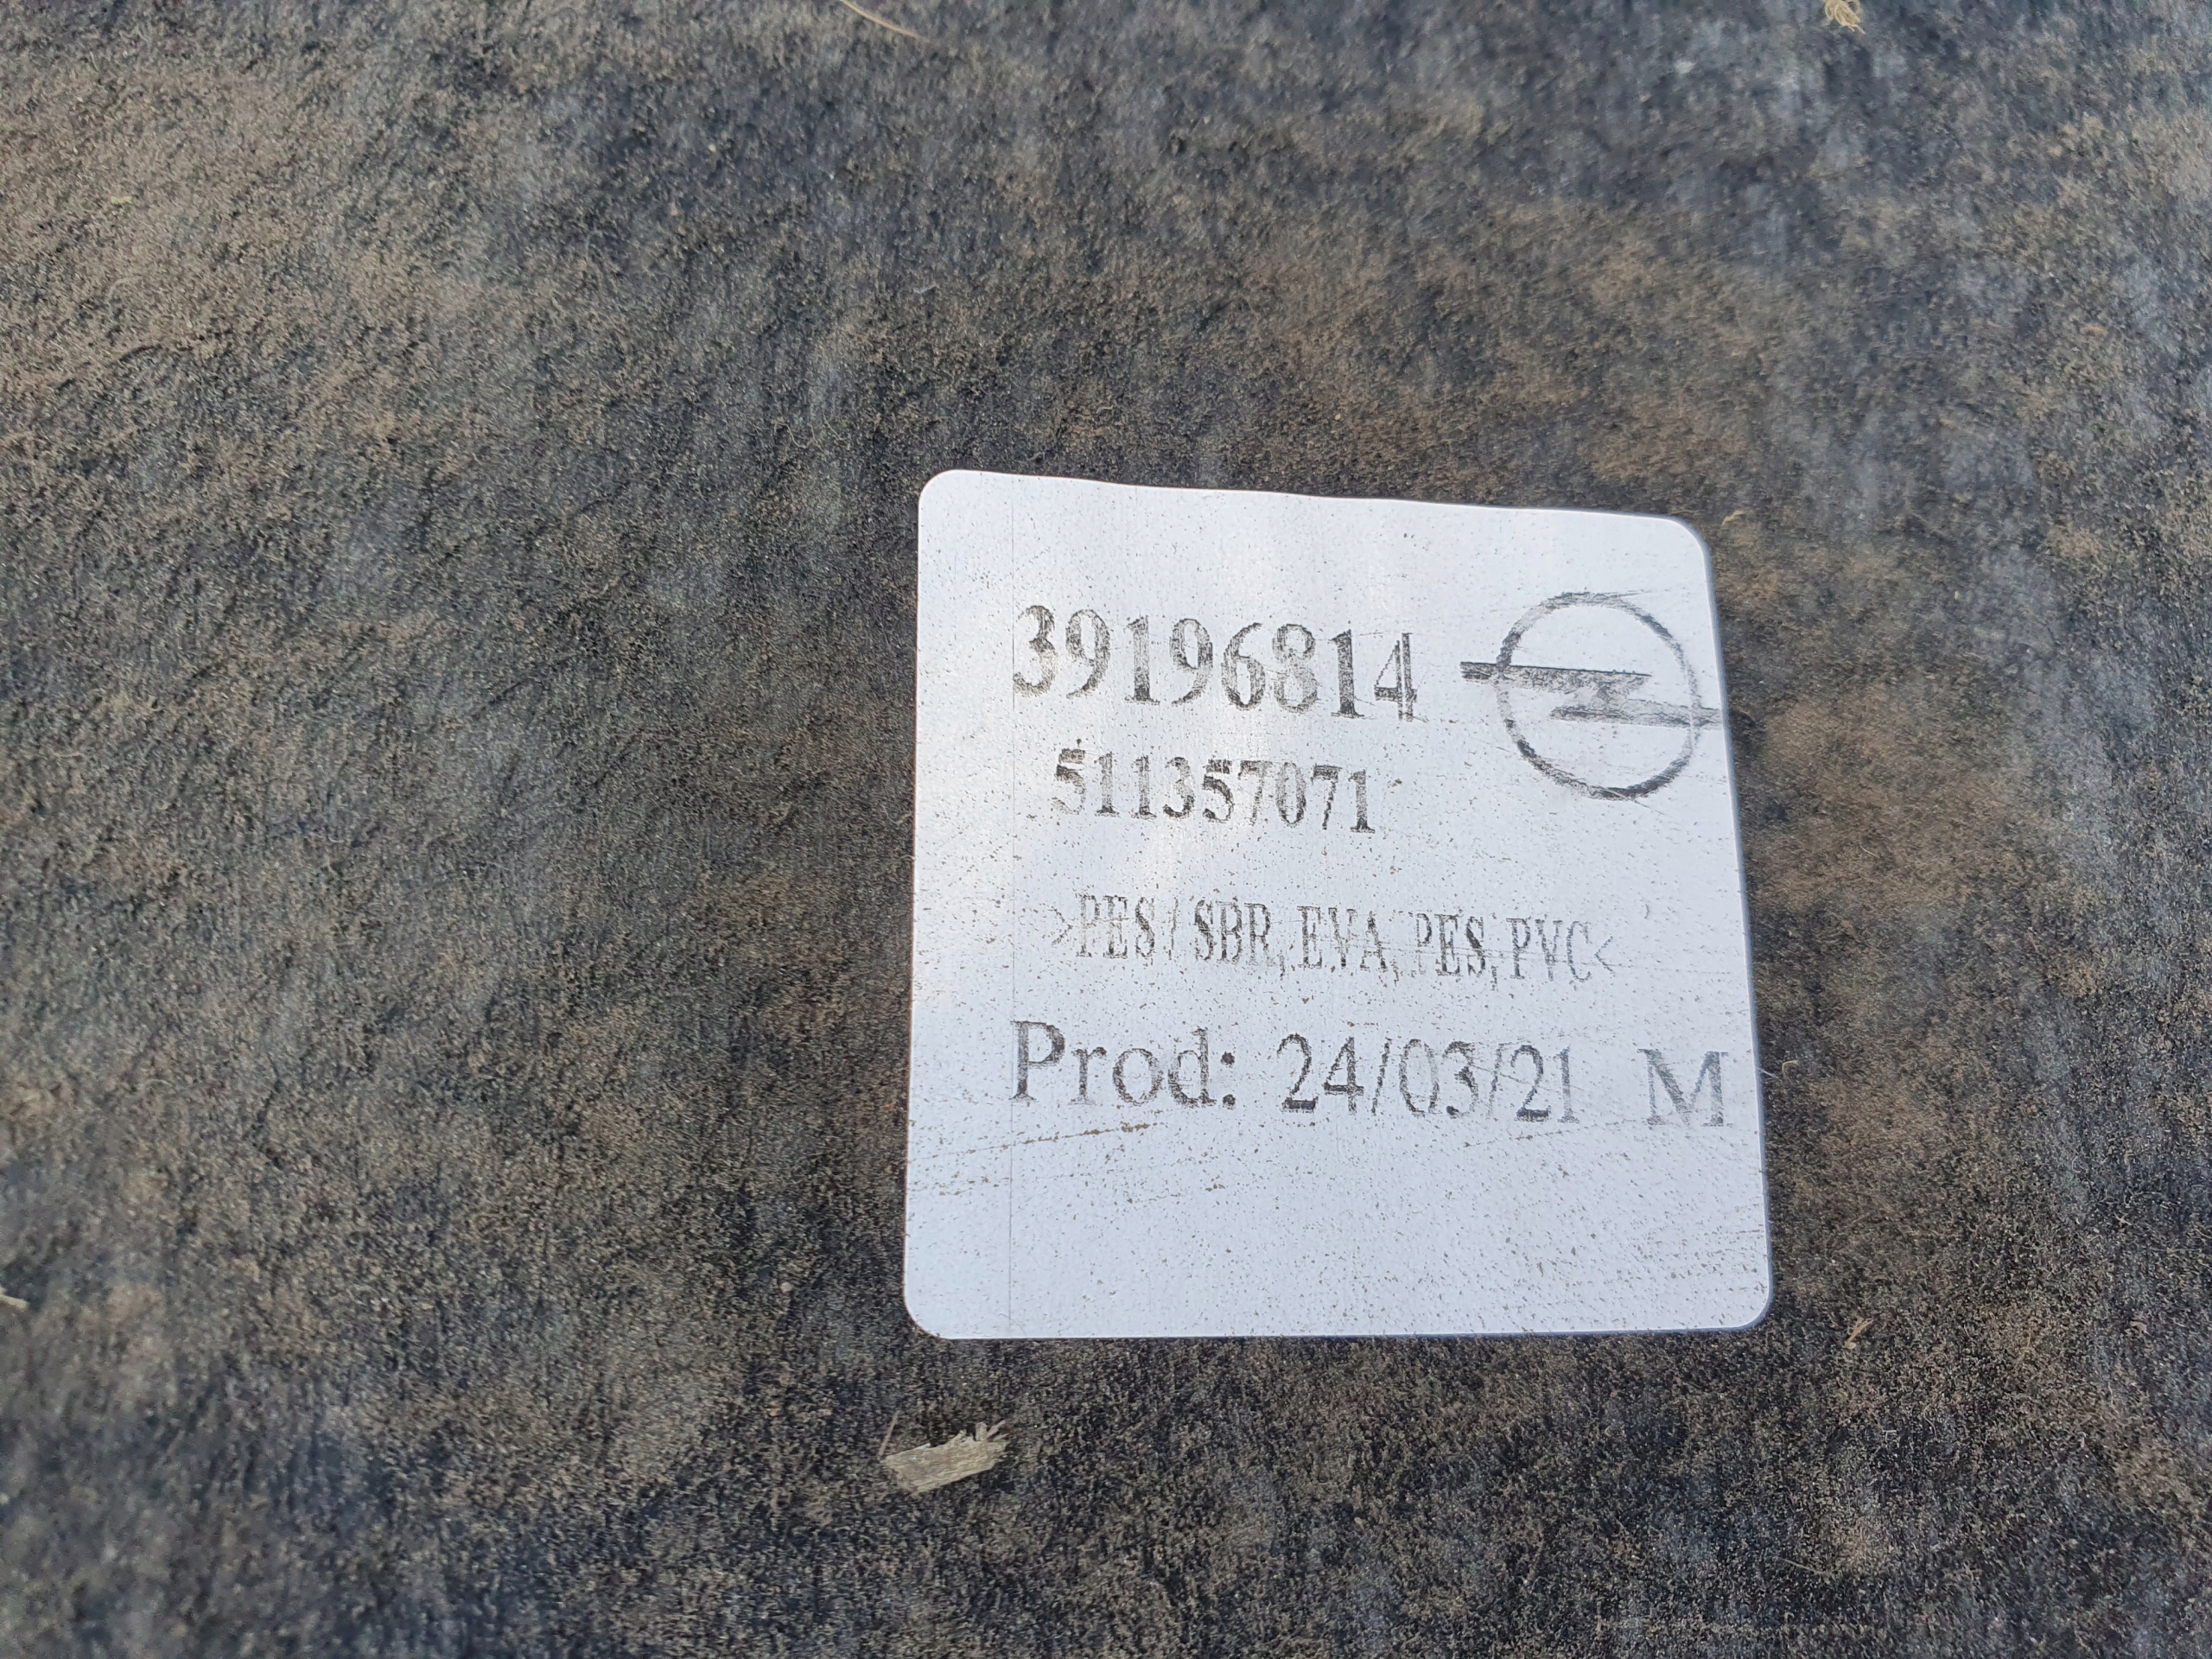 39196814
511357071
>PES / SBR, EVA, PES, PVC<
Prod: 24/03/21 M